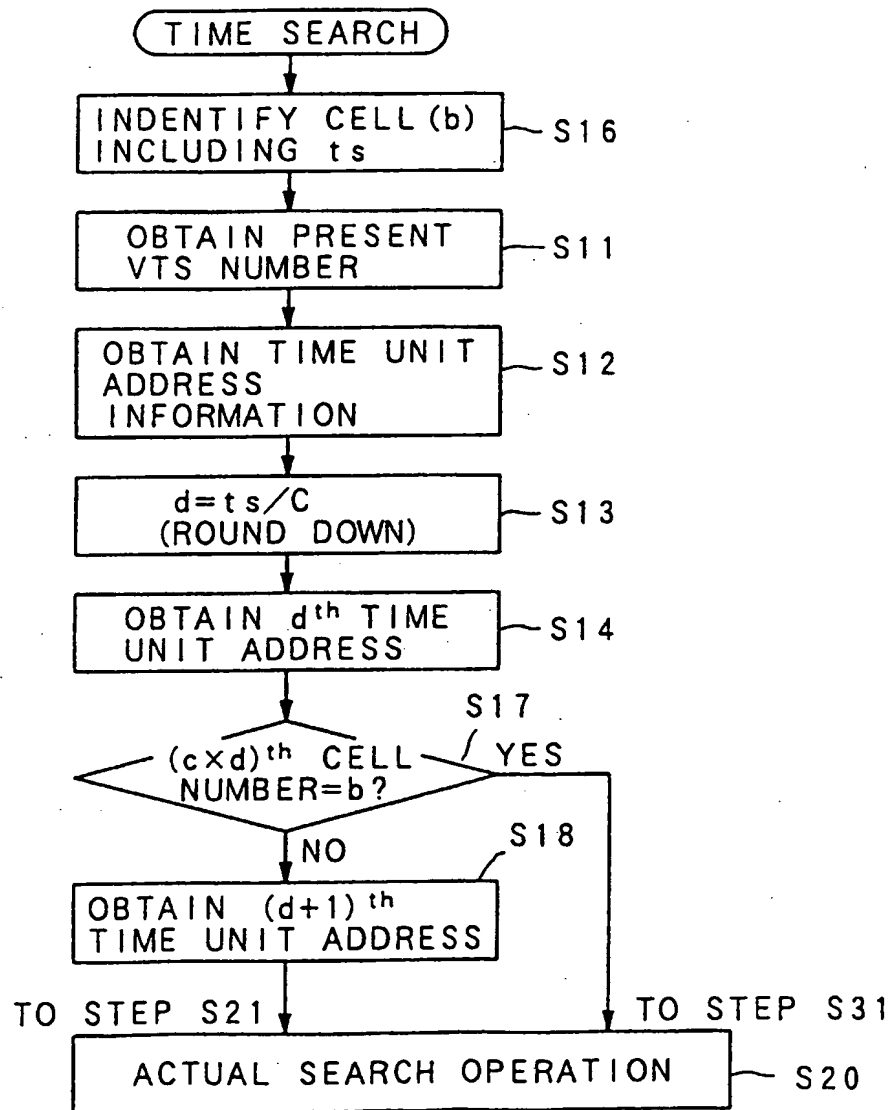 TIME SEARCH
INDENTIFY CELL (b)
INCLUDING ts
S16
OBTAIN PRESENT
VTS NUMBER
S11
OBTAIN TIME UNIT
ADDRESS
INFORMATION
S12
d=ts/C
(ROUND DOWN)
S13
OBTAIN dth TIME
UNIT ADDRESS
S14
S17
(c×d)th CELL
NUMBER=b?
YES
NO
S18
OBTAIN (d+1)th
TIME UNIT ADDRESS
TO STEP S21
TO STEP S31
ACTUAL SEARCH OPERATION
S20